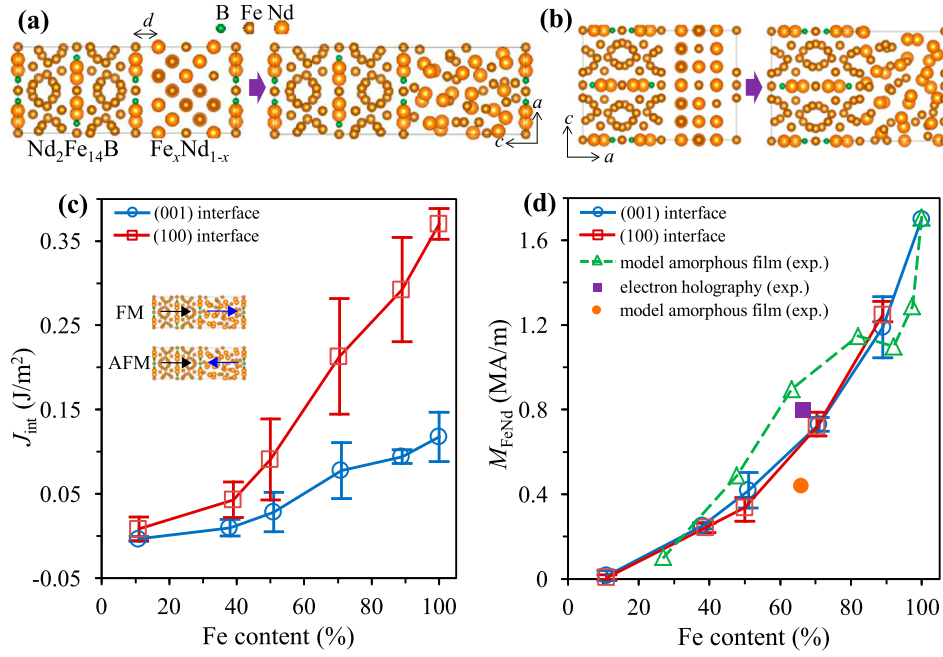 (a)
d
B Fe Nd
a
c
Nd2Fe14B
FexNd1-x
(b)
c
a
(c)
(001) interface
(100) interface
FM
AFM
Jint (J/m2)
0.35
0.25
0.15
0.05
-0.05
0 20 40 60 80 100
Fe content (%)
(d)
(001) interface
(100) interface
model amorphous film (exp.)
electron holography (exp.)
model amorphous film (exp.)
MFeNd (MA/m)
1.6
1.2
0.8
0.4
0
0 20 40 60 80 100
Fe content (%)